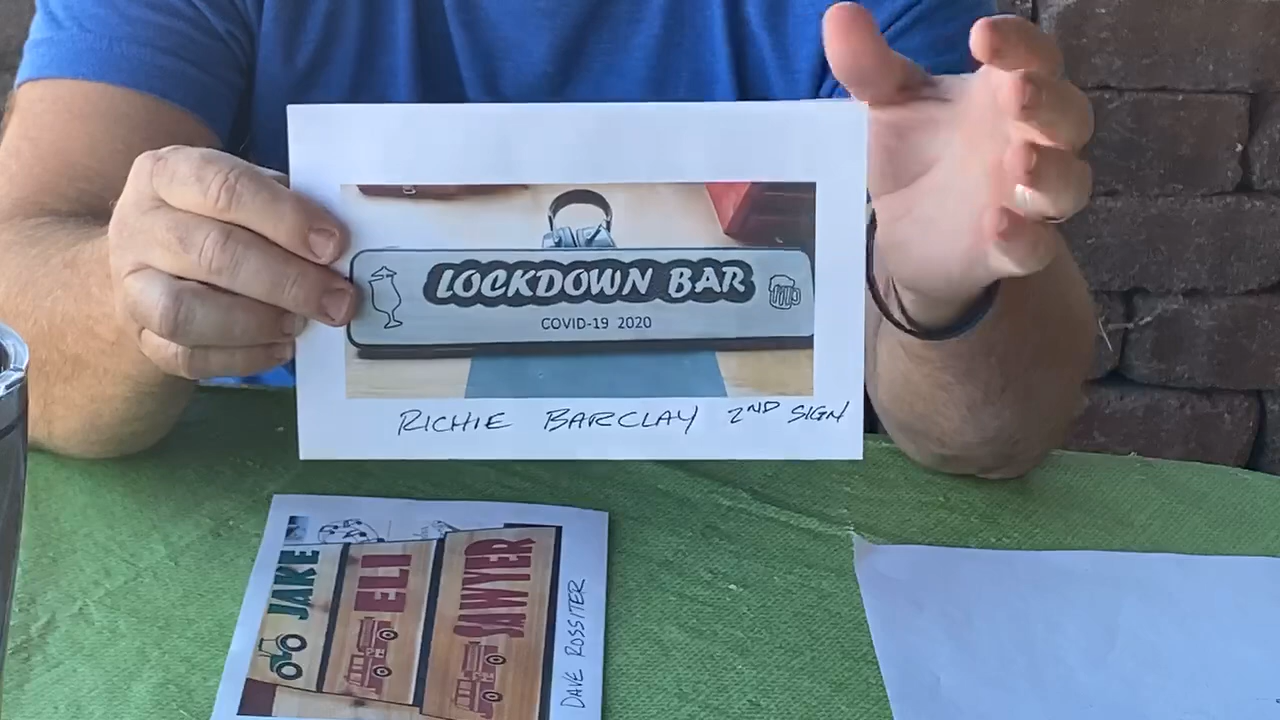 LOCKDOWN BAR
COVID-19 2020
RICHIE BARCLAY 2ND SIGN
JAKE
ELI
SAWYER
DAVE ROSSITER